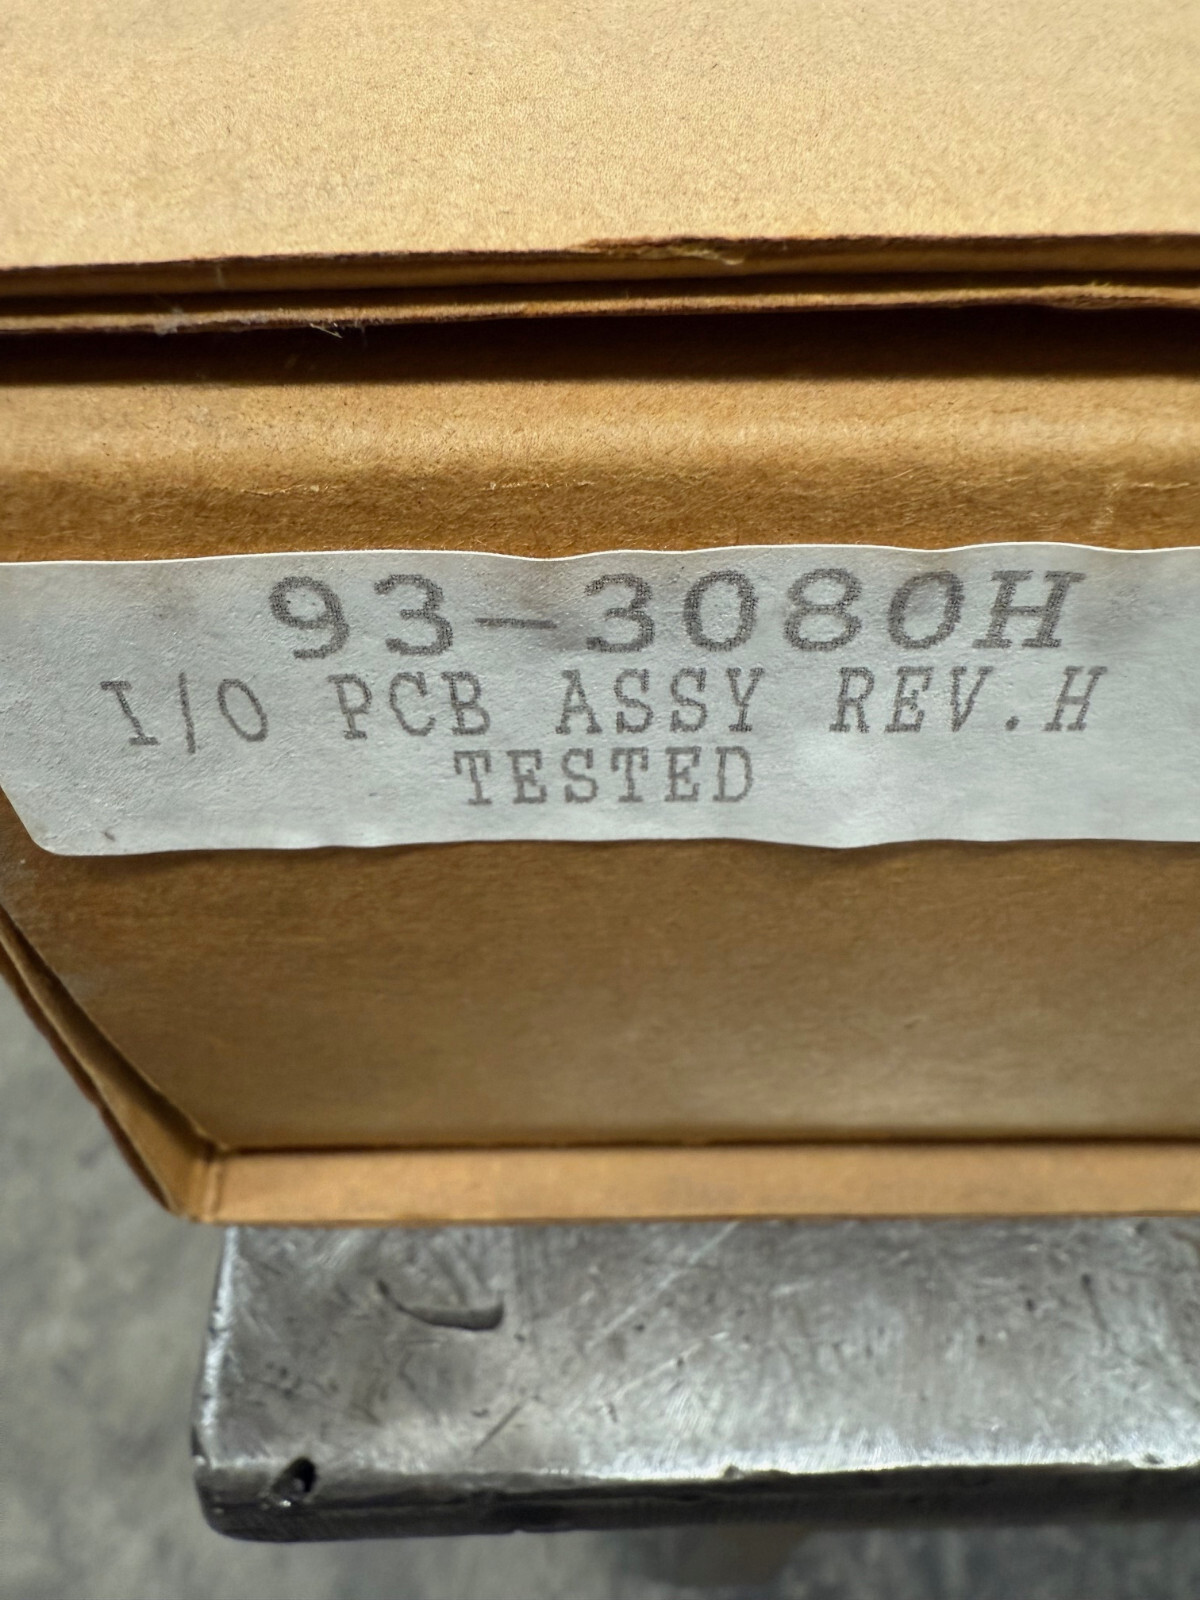 93-3080H
I/O PCB ASSY REV.H
TESTED